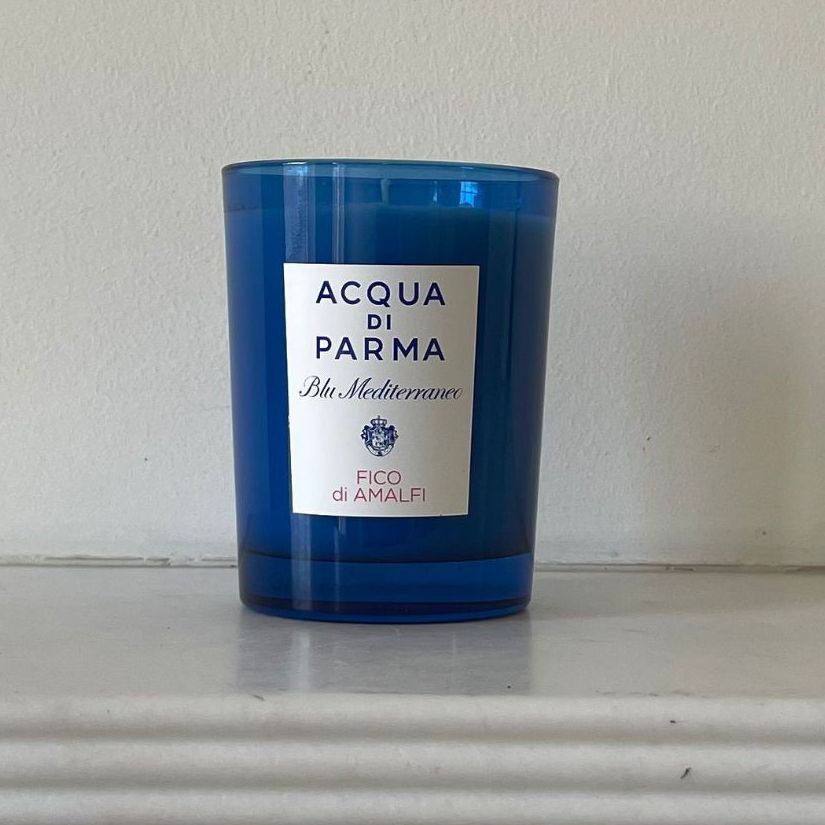 ACQUA
DI
PARMA
Blu Mediterraneo
FICO
di AMALFI